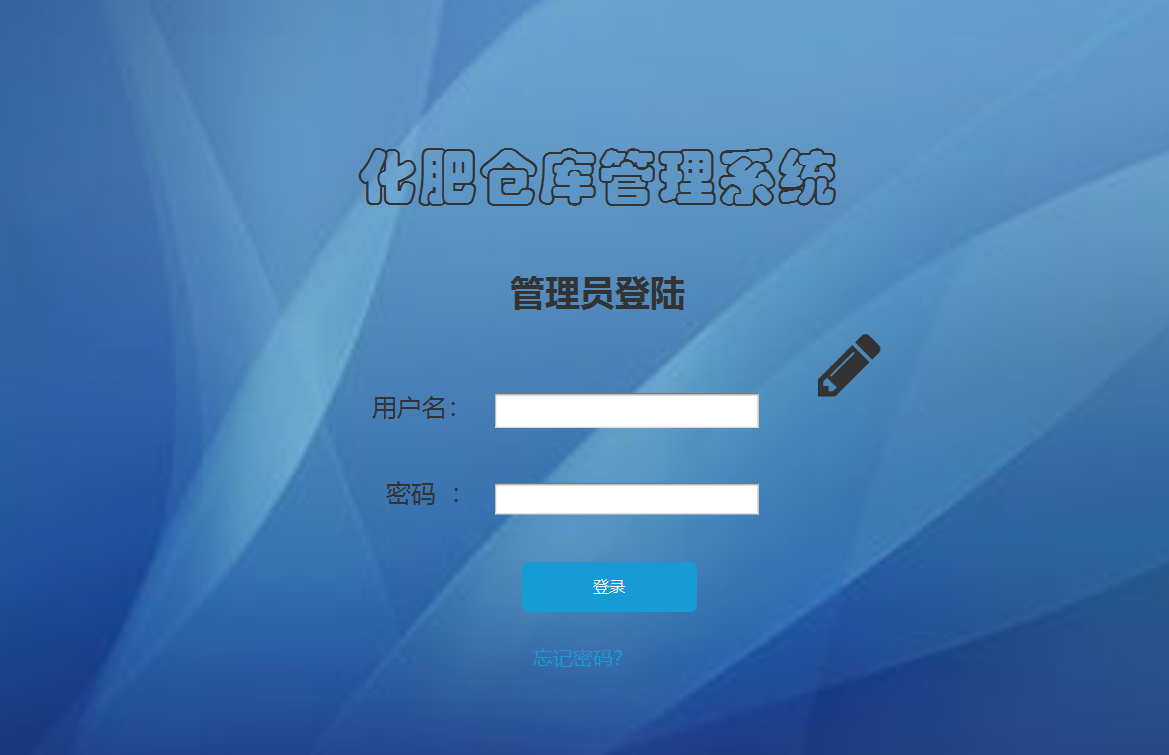 化肥仓库管理系统
管理员登陆
用户名：
密码 ：
登录
忘记密码?